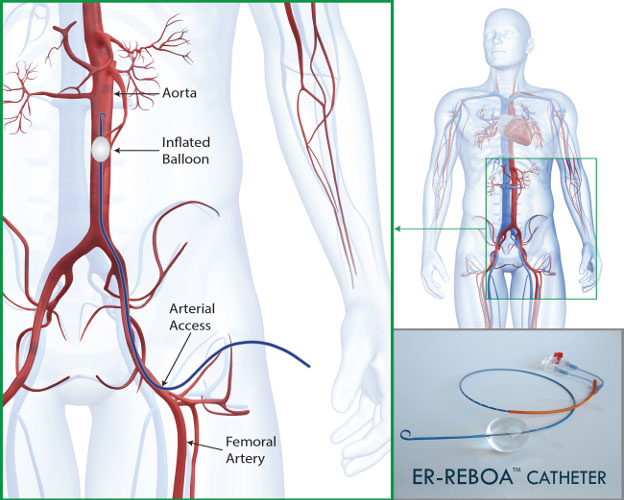 Aorta
Inflated
Balloon
Arterial
Access
Femoral
Artery
ER-REBOA™ CATHETER